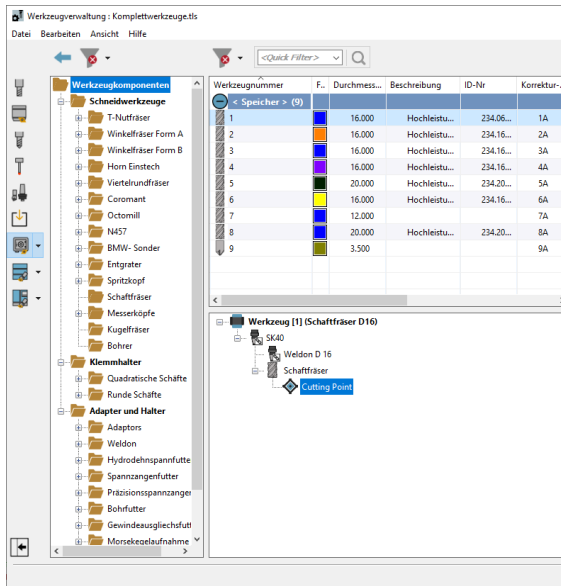 Werkzeugverwaltung : Komplettwerkzeuge.tls
Datei Bearbeiten Ansicht Hilfe
<Quick Filter>
Werkzeugkomponenten
Schneidwerkzeuge
T-Nutfräser
Winkelfräser Form A
Winkelfräser Form B
Horn Einstech
Viertelrundfräser
Coromant
Octomill
N457
BMW- Sonder
Entgrater
Spritzkopf
Schaftfräser
Messerköpfe
Kugelfräser
Bohrer
Klemmhalter
Quadratische Schäfte
Runde Schäfte
Adapter und Halter
Adaptors
Weldon
Hydrodehnspannfutte
Spannzangenfutter
Präzisionsspannzanger
Bohrfutter
Gewindeausgliechsfutt
Morsekegelaufnahme
Werkzeugnummer F.. Durchmess... Beschreibung ID-Nr Korrektur-..
< Speicher > (9)
1 16.000 Hochleistu... 234.06... 1A
2 16.000 Hochleistu... 234.16... 2A
3 16.000 Hochleistu... 234.16... 3A
4 16.000 Hochleistu... 234.16... 4A
5 20.000 Hochleistu... 234.20... 5A
6 16.000 Hochleistu... 234.16... 6A
7 12.000 7A
8 20.000 Hochleistu... 234.20... 8A
9 3.500 9A
Werkzeug [1] (Schaftfräser D16)
SK40
Weldon D 16
Schaftfräser
Cutting Point